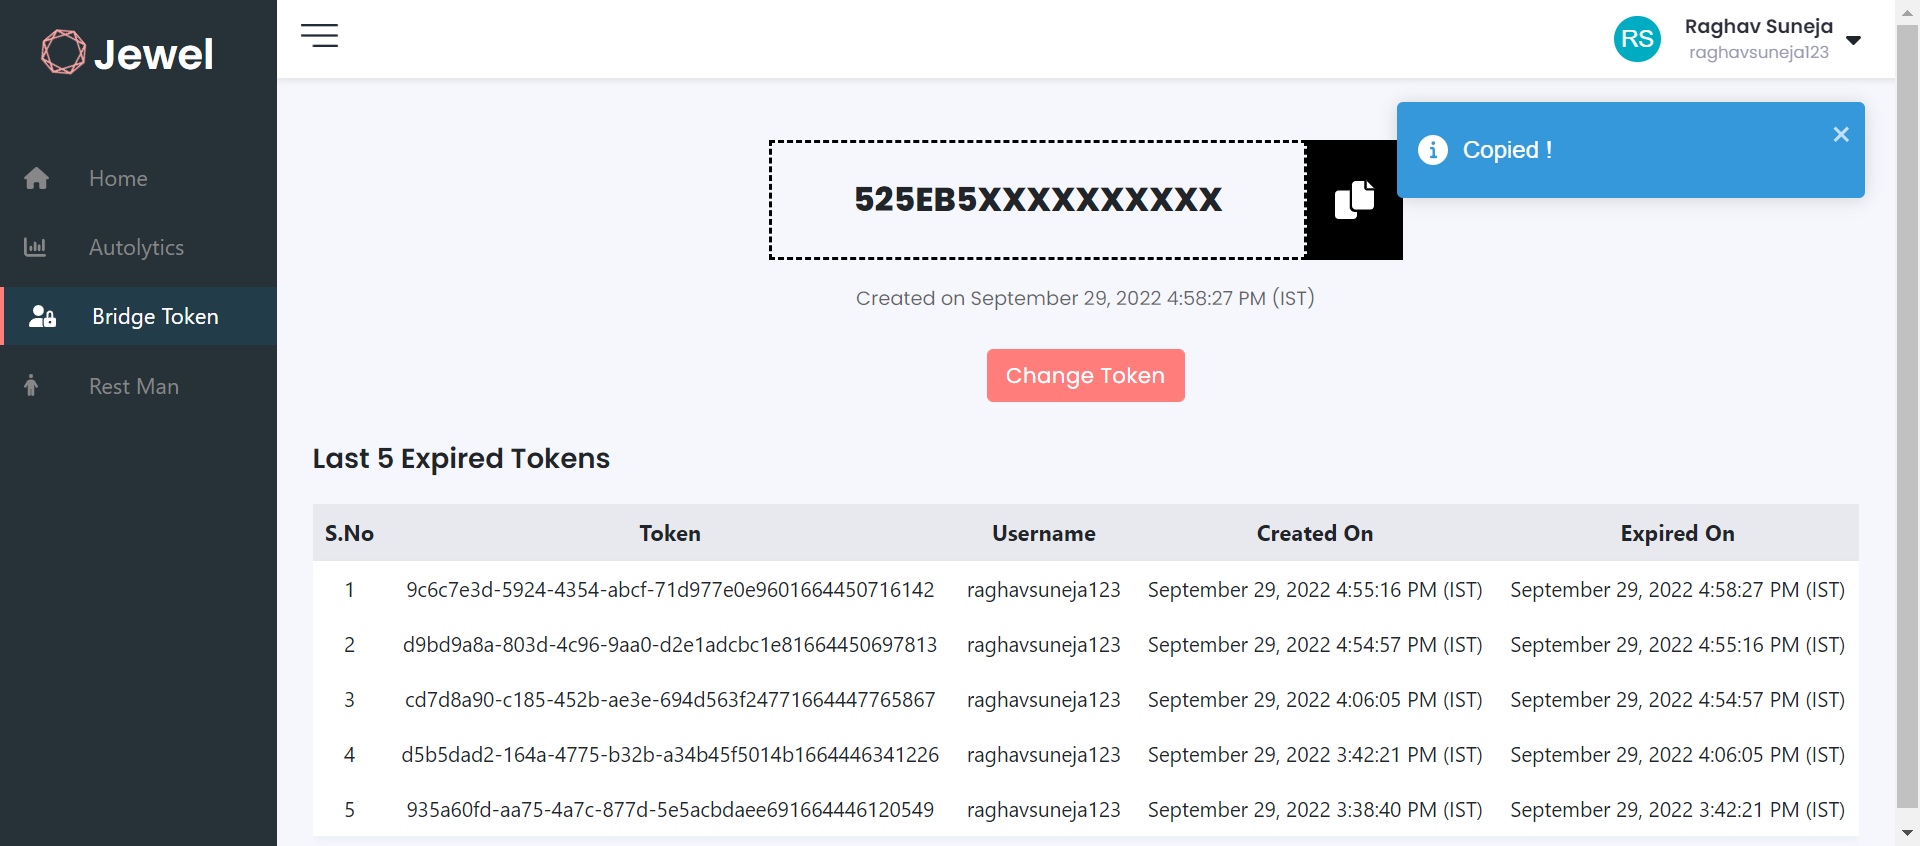 Jewel
Home
Autolytics
Bridge Token
Rest Man
RS
Raghav Suneja
raghavsuneja123
Copied !
525EB5XXXXXXXXXX
Created on September 29, 2022 4:58:27 PM (IST)
Change Token
Last 5 Expired Tokens
S.No Token Username Created On Expired On
1 9c6c7e3d-5924-4354-abcf-71d977e0e9601664450716142 raghavsuneja123 September 29, 2022 4:55:16 PM (IST) September 29, 2022 4:58:27 PM (IST)
2 d9bd9a8a-803d-4c96-9aa0-d2e1adcbc1e81664450697813 raghavsuneja123 September 29, 2022 4:54:57 PM (IST) September 29, 2022 4:55:16 PM (IST)
3 cd7d8a90-c185-452b-ae3e-694d563f24771664447765867 raghavsuneja123 September 29, 2022 4:06:05 PM (IST) September 29, 2022 4:54:57 PM (IST)
4 d5b5dad2-164a-4775-b32b-a34b45f5014b1664446341226 raghavsuneja123 September 29, 2022 3:42:21 PM (IST) September 29, 2022 4:06:05 PM (IST)
5 935a60fd-aa75-4a7c-877d-5e5acbdaee691664446120549 raghavsuneja123 September 29, 2022 3:38:40 PM (IST) September 29, 2022 3:42:21 PM (IST)